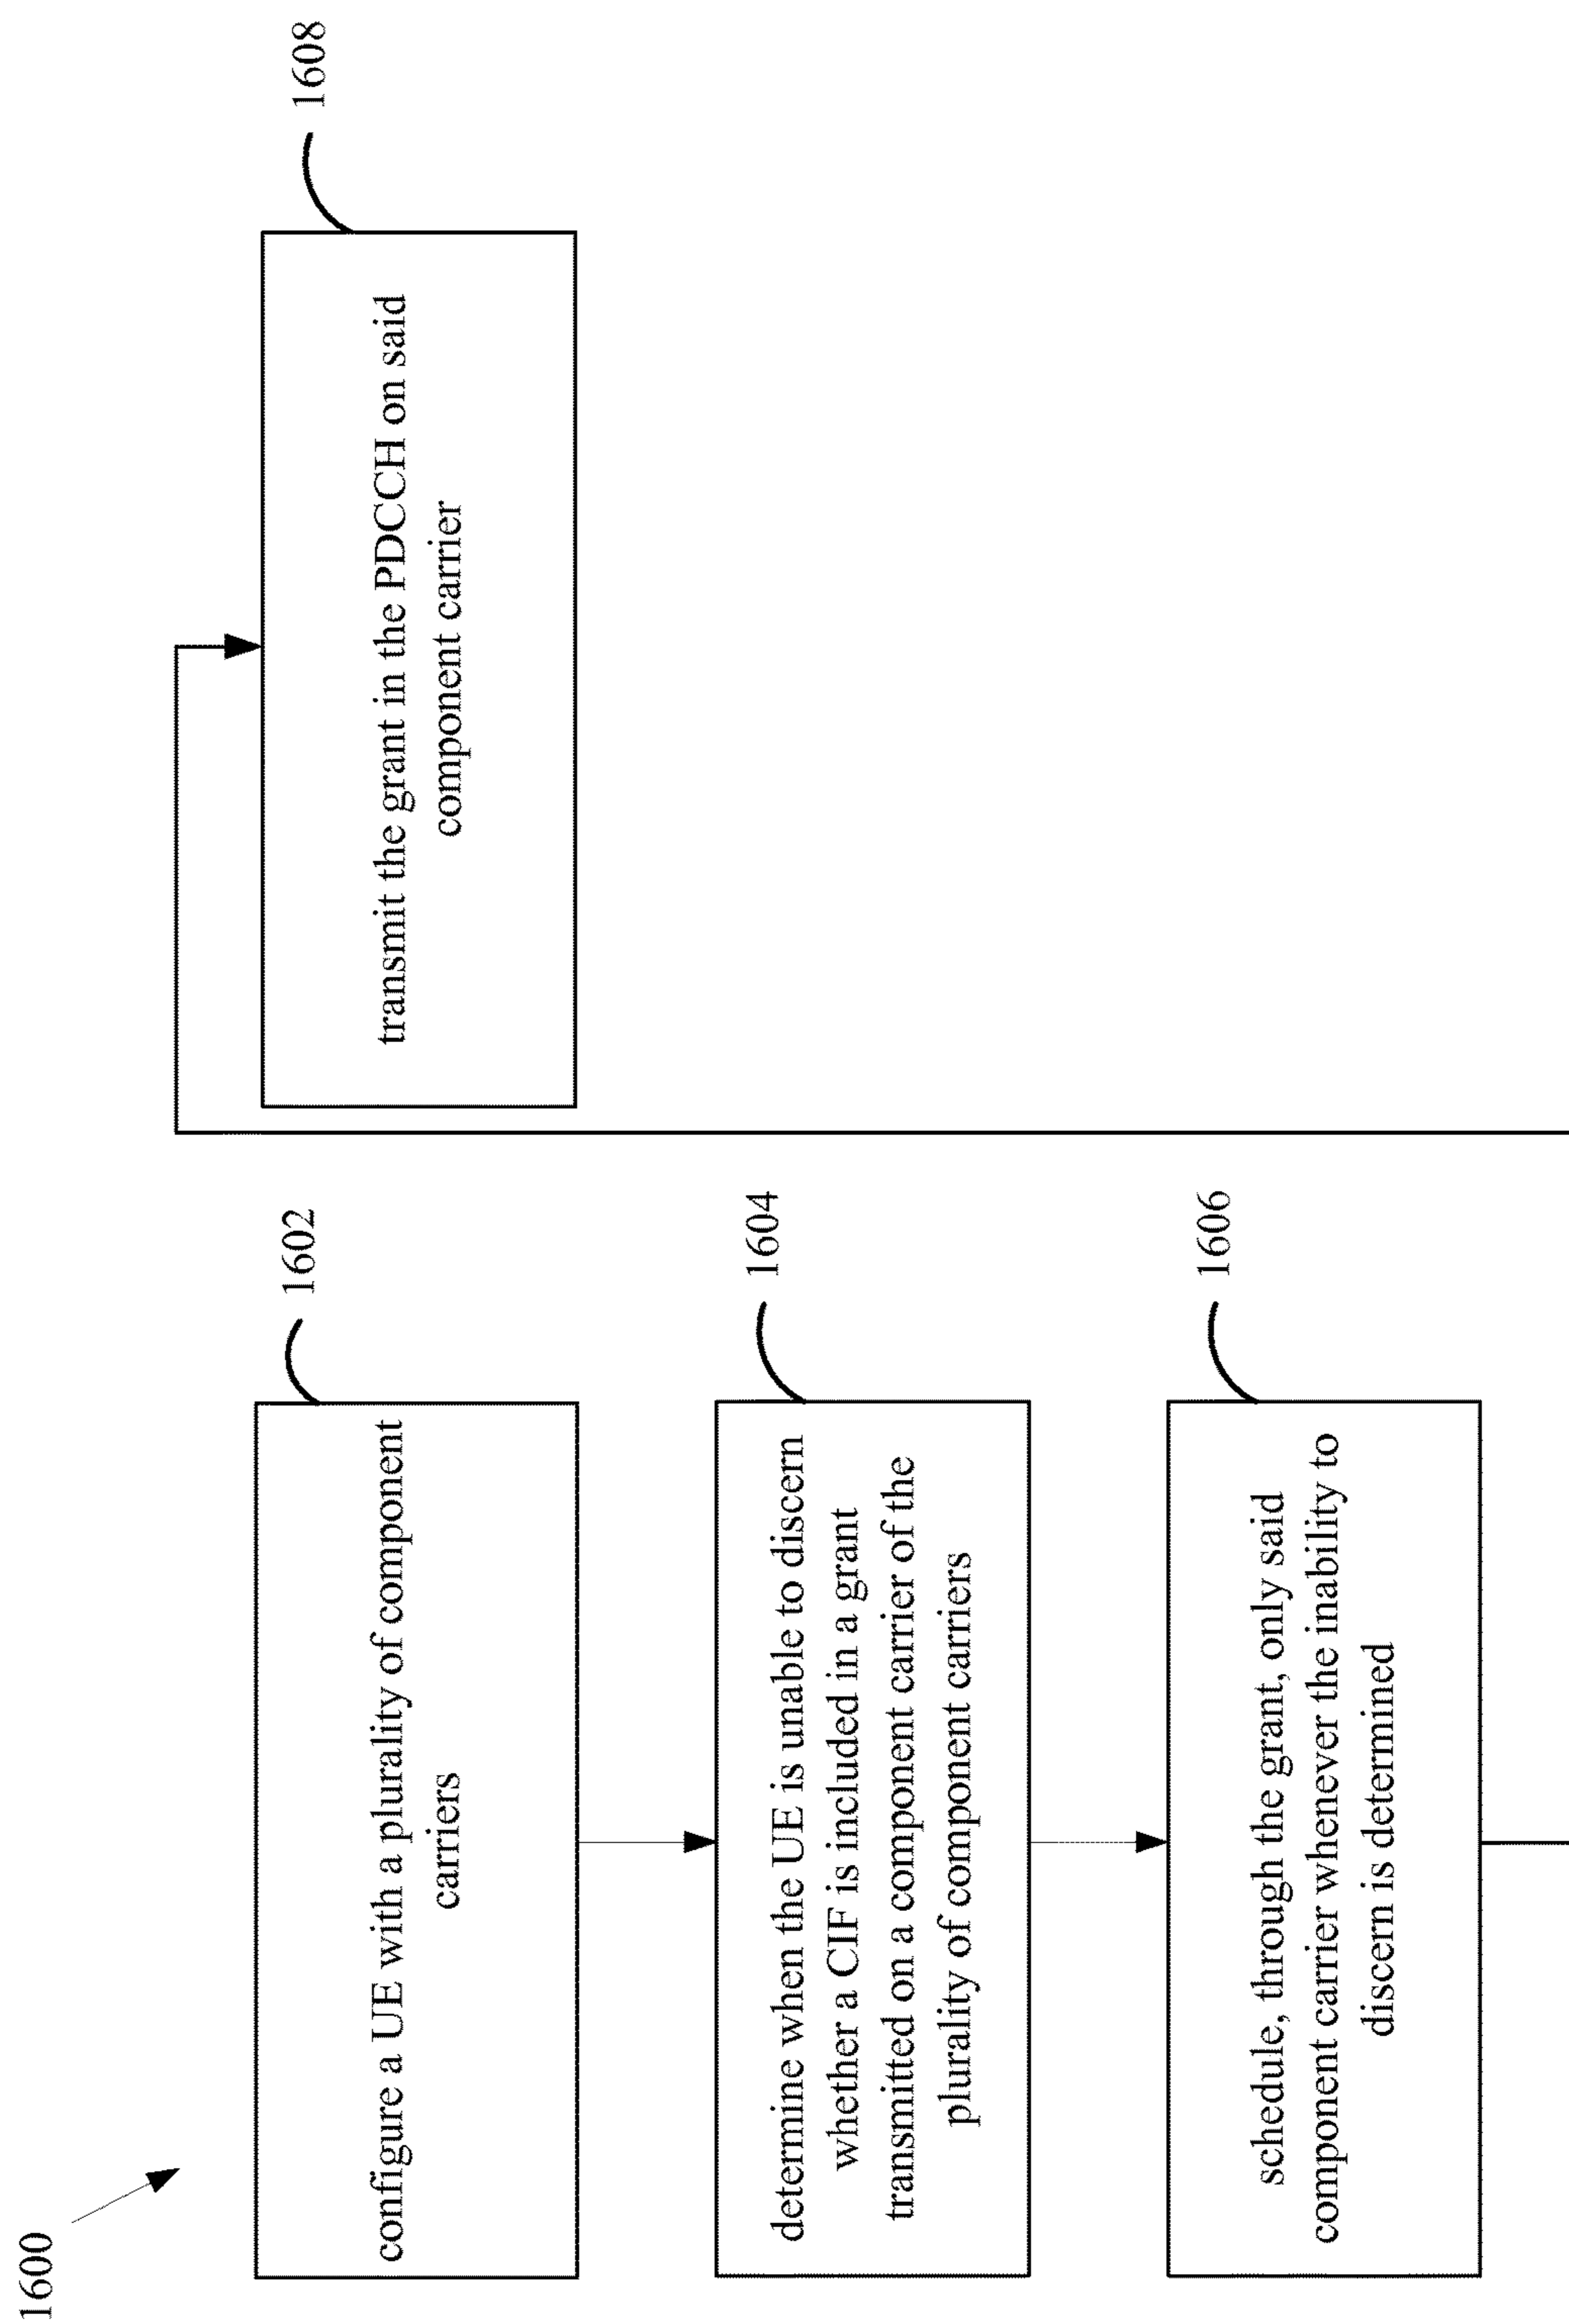 1600
1602
configure a UE with a plurality of component
carriers
1604
determine when the UE is unable to discern
whether a CIF is included in a grant
transmitted on a component carrier of the
plurality of component carriers
1606
schedule, through the grant, only said
component carrier whenever the inability to
discern is determined
1608
transmit the grant in the PDCCH on said
component carrier